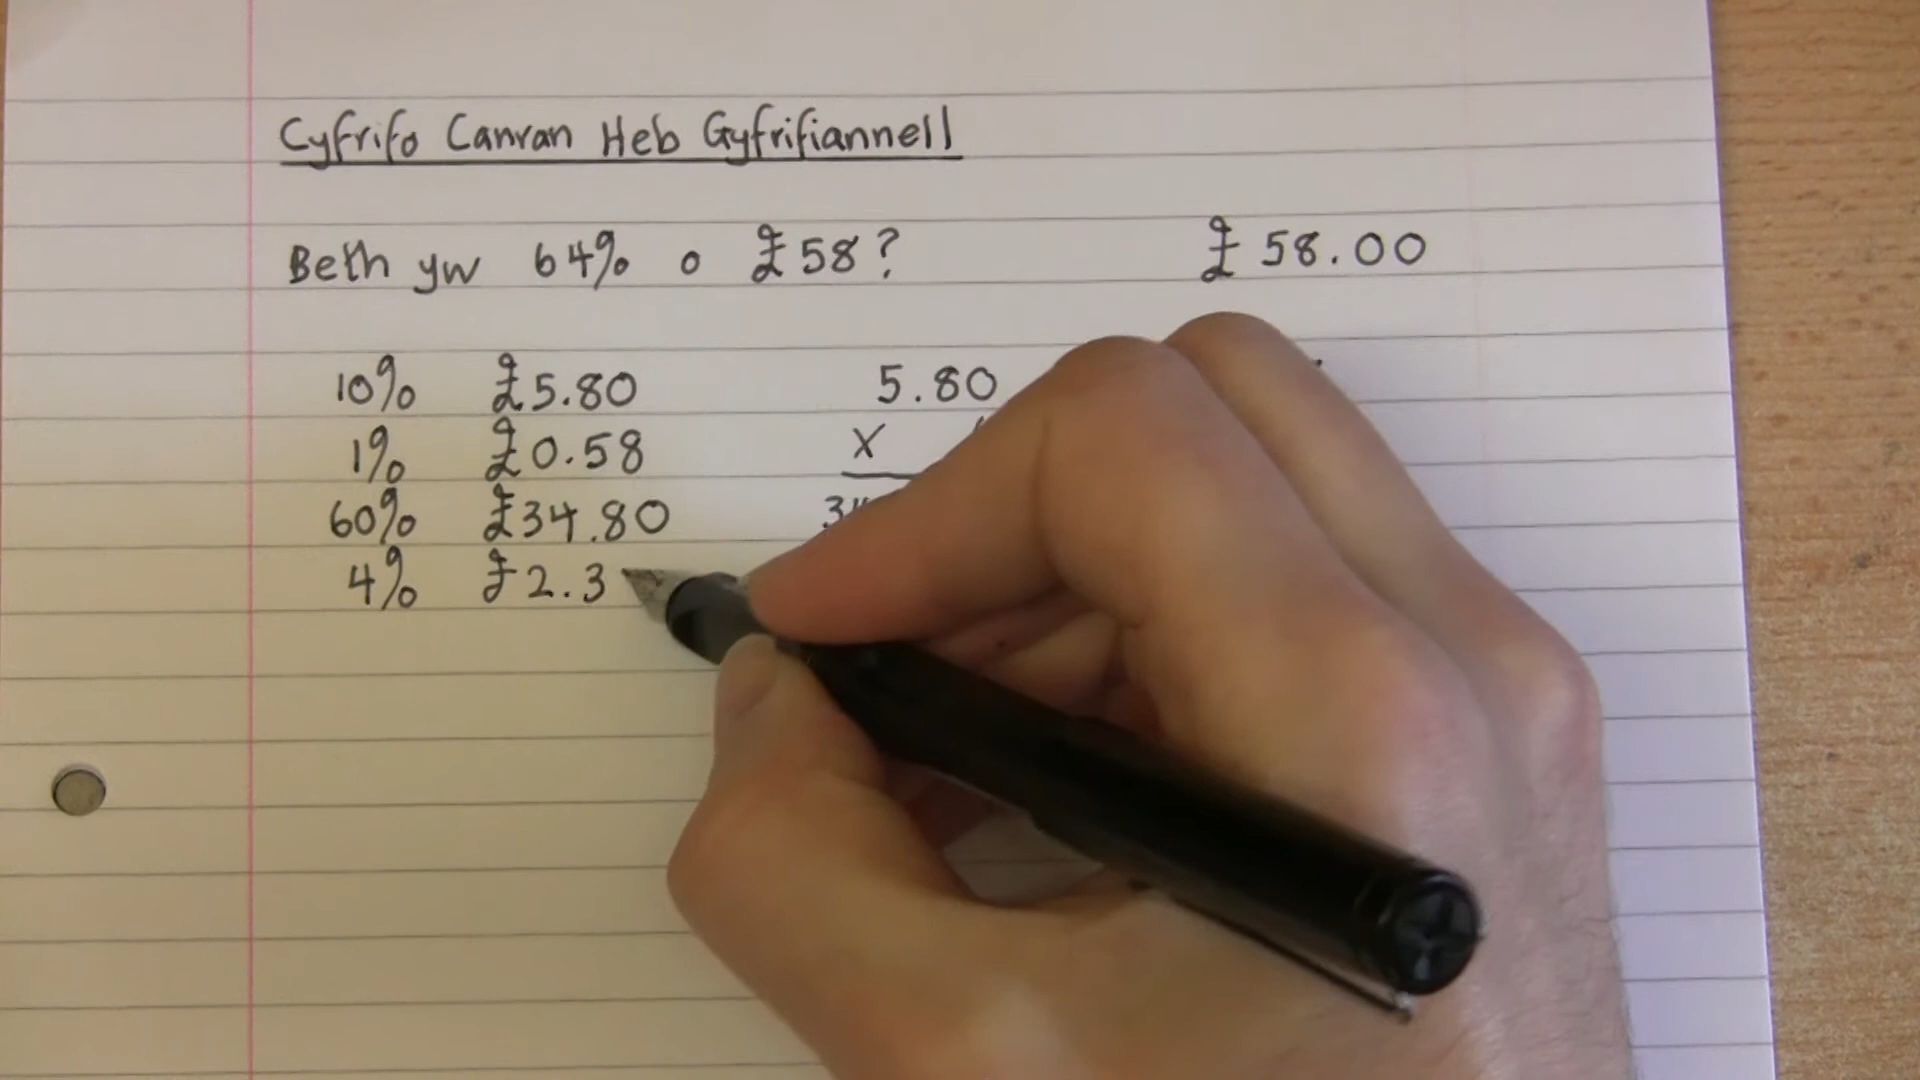 Cyfrifo Canran Heb Gyfrifiannell
Beth yw 64% o £58? £58.00
10% £5.80 5.80
1% £0.58 X
60% £34.80
4% £2.3